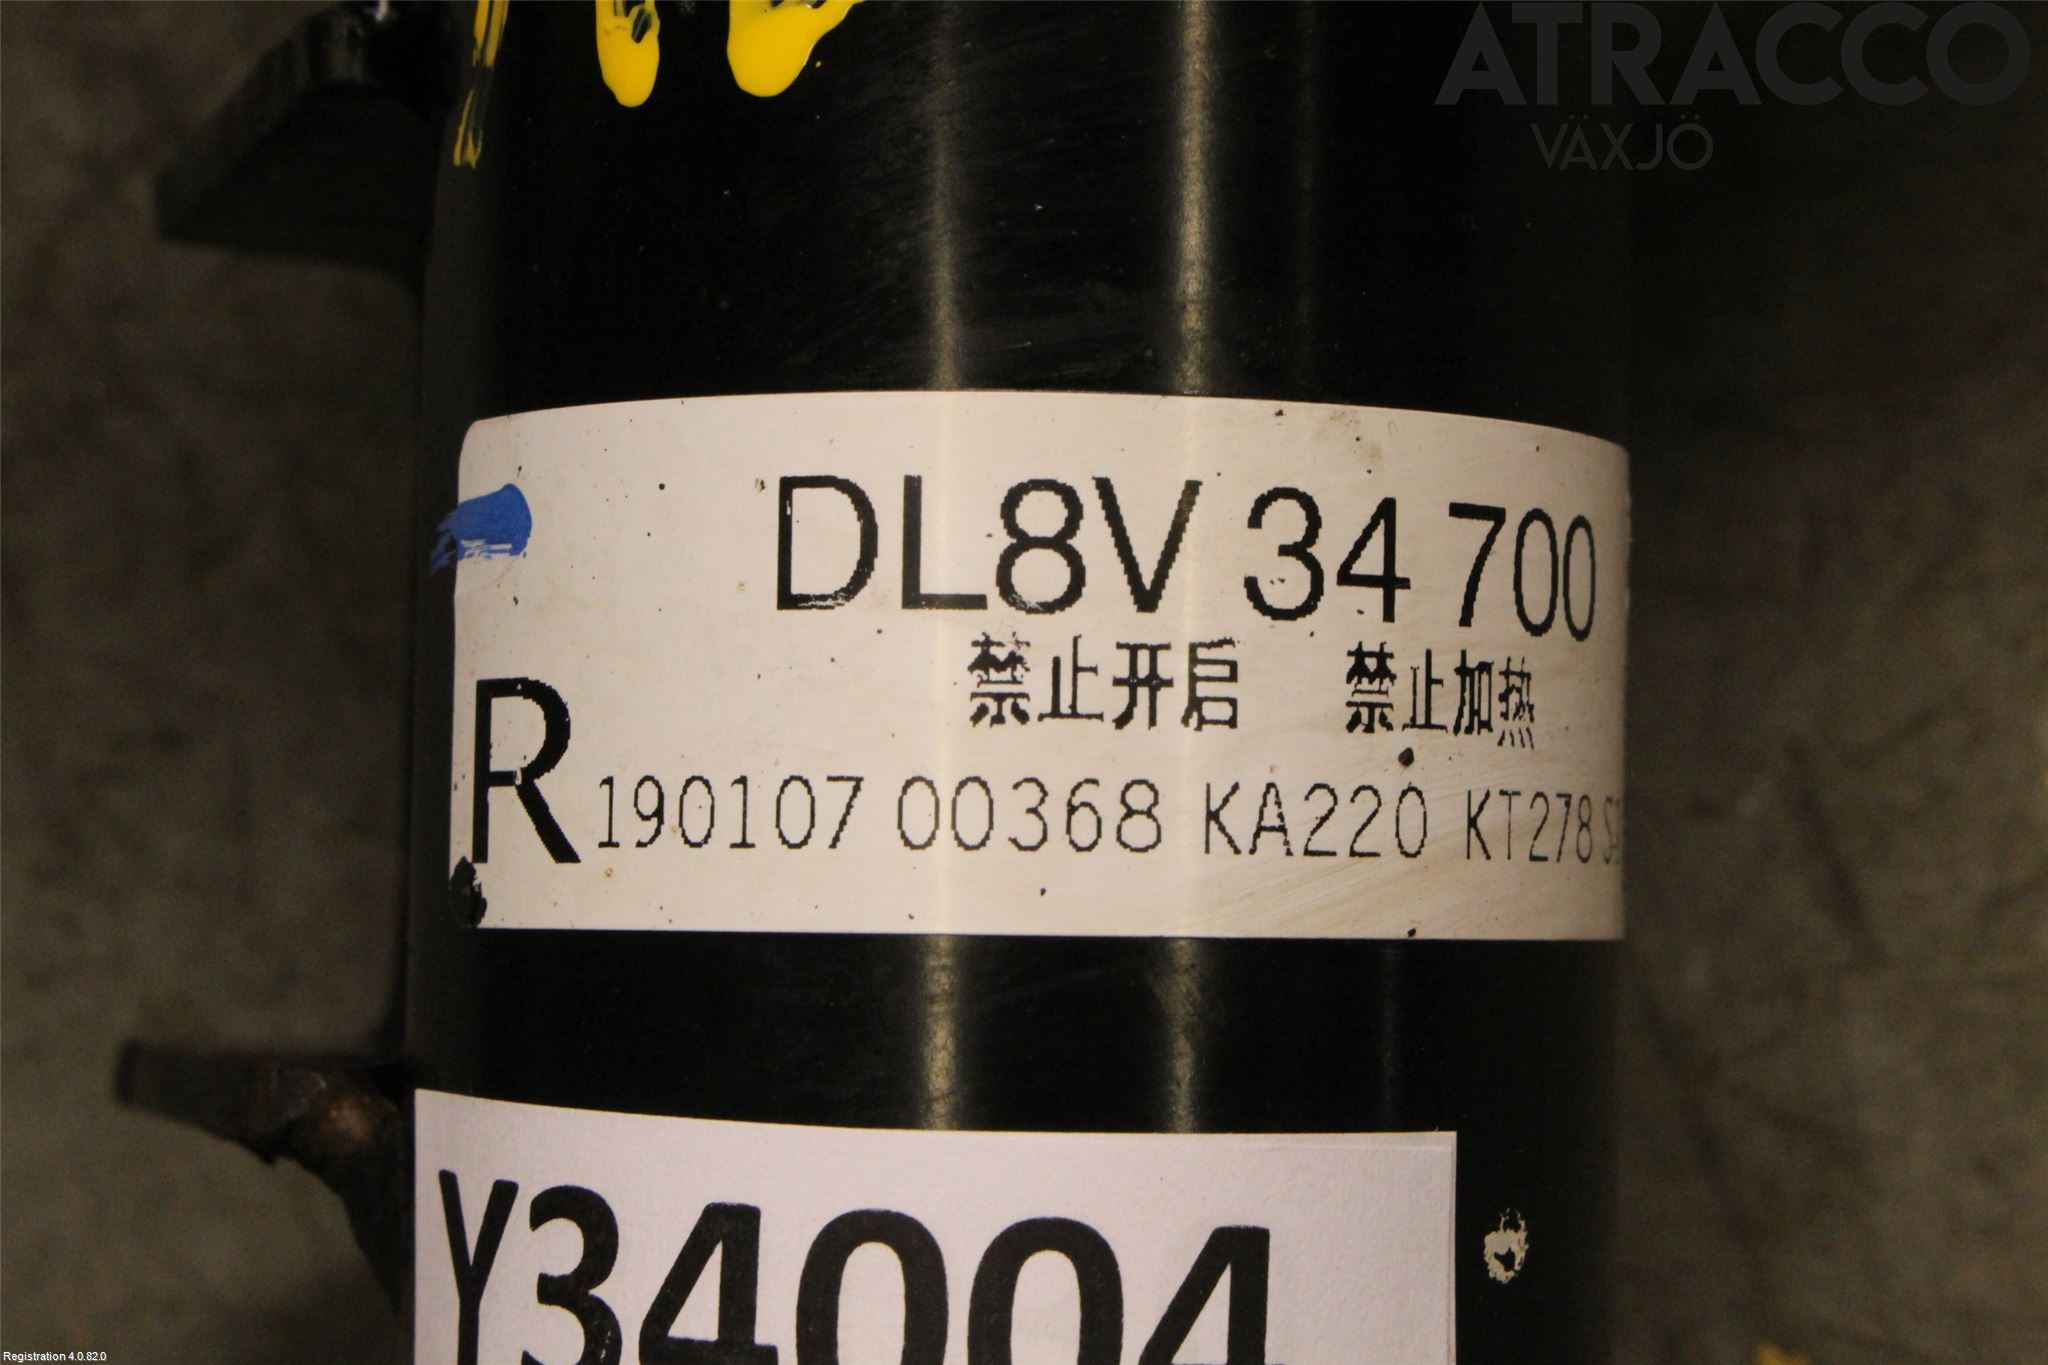 ATRACCO
VÄXJÖ
DL8V 34 700
禁止开启 禁止加热
R 190107 00368 KA220 KT278
Y34004
Registration 4.0.82.0